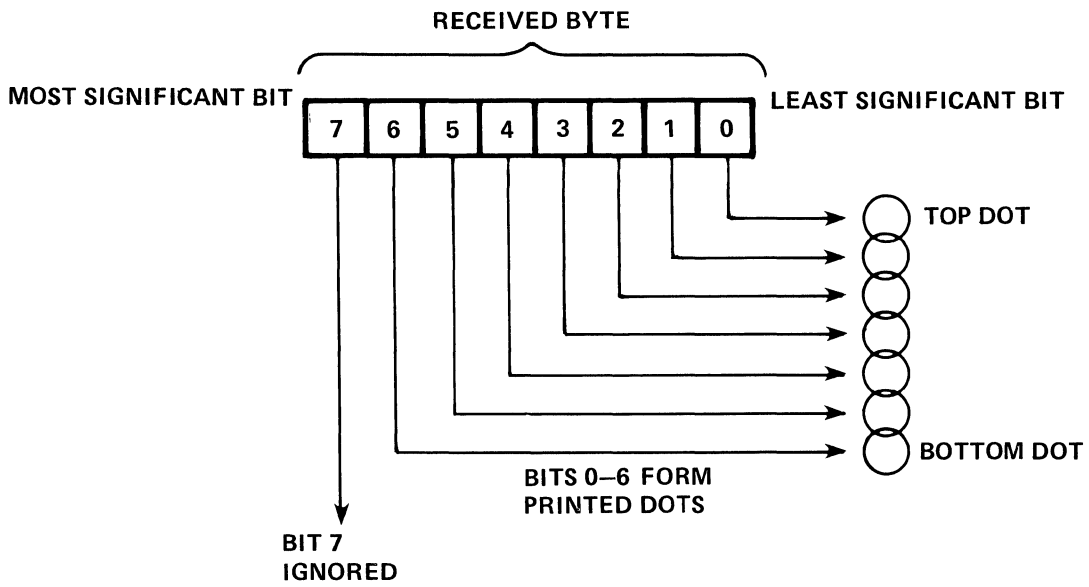 RECEIVED BYTE
MOST SIGNIFICANT BIT
LEAST SIGNIFICANT BIT
7 6 5 4 3 2 1 0
TOP DOT
BOTTOM DOT
BITS 0–6 FORM
PRINTED DOTS
BIT 7
IGNORED